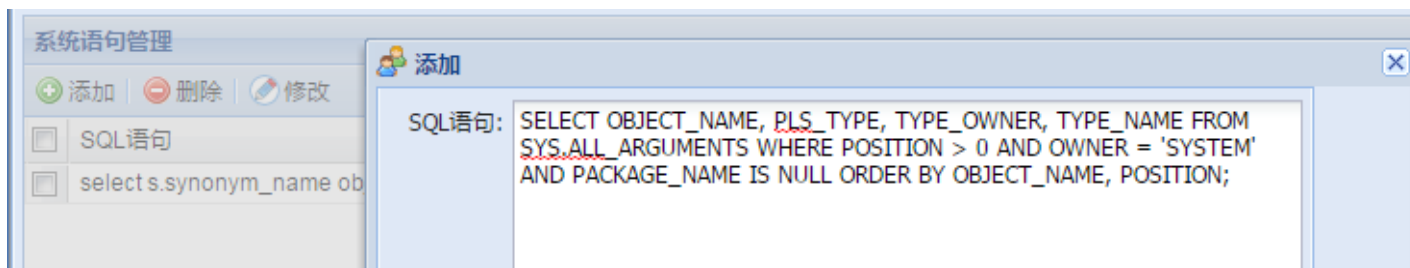 系统语句管理
添加
添加 删除 修改
SQL语句
select s.synonym_name ob
SQL语句:
SELECT OBJECT_NAME, PLS_TYPE, TYPE_OWNER, TYPE_NAME FROM
SYS.ALL_ARGUMENTS WHERE POSITION > 0 AND OWNER = 'SYSTEM'
AND PACKAGE_NAME IS NULL ORDER BY OBJECT_NAME, POSITION;